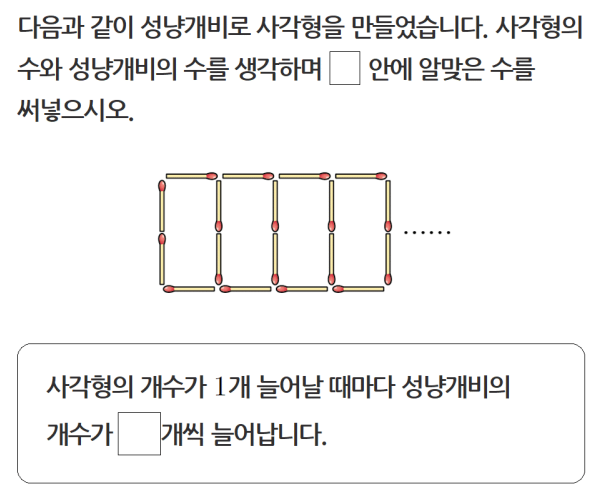 다음과 같이 성냥개비로 사각형을 만들었습니다. 사각형의
수와 성냥개비의 수를 생각하며 □ 안에 알맞은 수를
써넣으시오.
......
사각형의 개수가 1개 늘어날 때마다 성냥개비의
개수가 □개씩 늘어납니다.